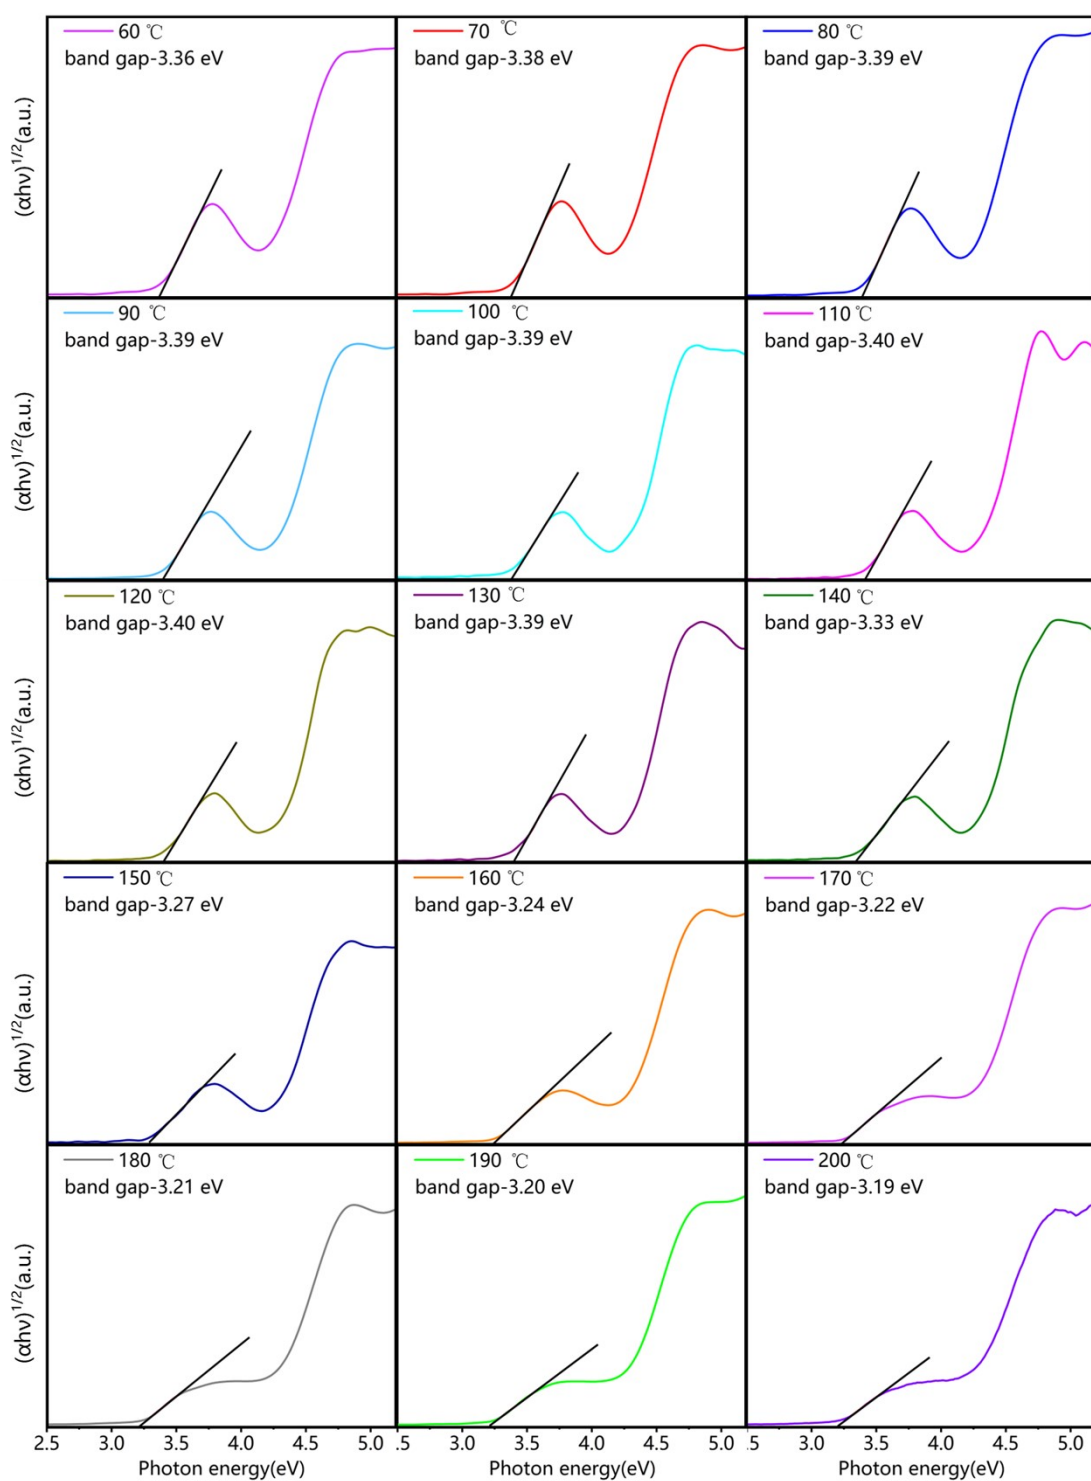 60 ℃
band gap-3.36 eV
70 ℃
band gap-3.38 eV
80 ℃
band gap-3.39 eV
(αhν)1/2(a.u.)
90 ℃
band gap-3.39 eV
100 ℃
band gap-3.39 eV
110 ℃
band gap-3.40 eV
(αhν)1/2(a.u.)
120 ℃
band gap-3.40 eV
130 ℃
band gap-3.39 eV
140 ℃
band gap-3.33 eV
(αhν)1/2(a.u.)
150 ℃
band gap-3.27 eV
160 ℃
band gap-3.24 eV
170 ℃
band gap-3.22 eV
(αhν)1/2(a.u.)
180 ℃
band gap-3.21 eV
190 ℃
band gap-3.20 eV
200 ℃
band gap-3.19 eV
(αhν)1/2(a.u.)
2.5 3.0 3.5 4.0 4.5 5.0
.5 3.0 3.5 4.0 4.5 5.0
.5 3.0 3.5 4.0 4.5 5.0
Photon energy(eV)
Photon energy(eV)
Photon energy(eV)